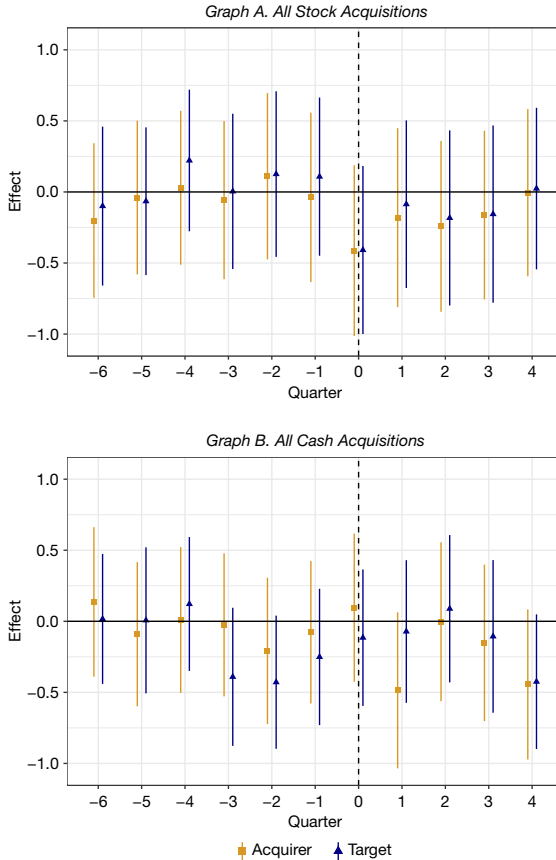 Graph A. All Stock Acquisitions
1.0
0.5
0.0
−0.5
−1.0
Effect
−6 −5 −4 −3 −2 −1 0 1 2 3 4
Quarter
Graph B. All Cash Acquisitions
1.0
0.5
0.0
−0.5
−1.0
Effect
−6 −5 −4 −3 −2 −1 0 1 2 3 4
Quarter
Acquirer Target